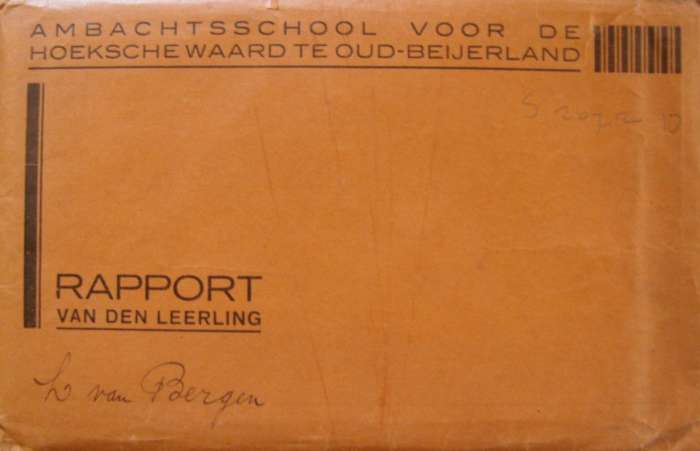 AMBACHTSSCHOOL VOOR DE
HOEKSCHE WAARD TE OUD-BEIJERLAND
RAPPORT
VAN DEN LEERLING
L van Bergen